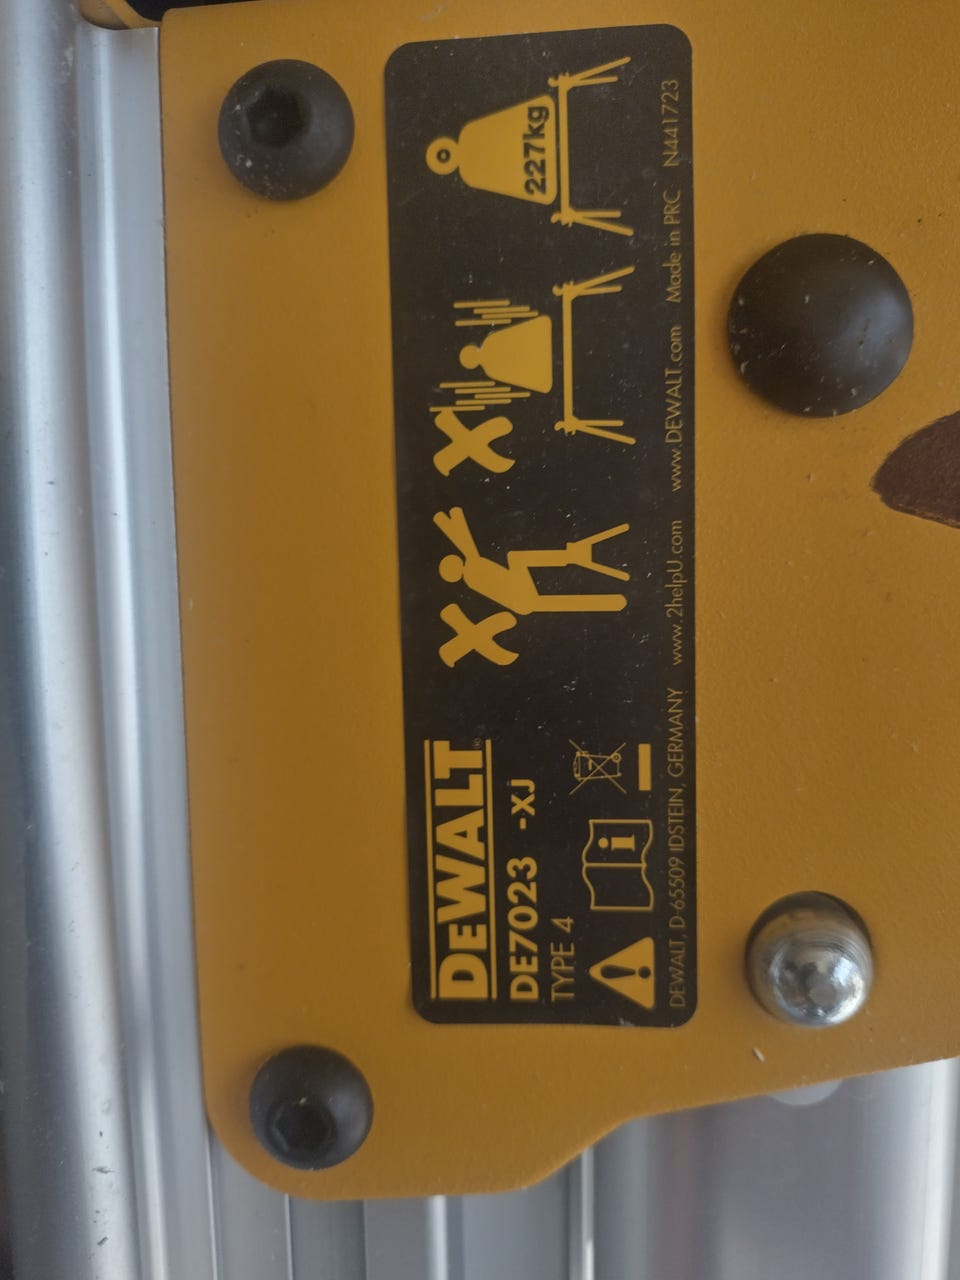 DEWALT®
DE7023 -XJ
TYPE 4
227kg
DEWALT, D-65509 IDSTEIN, GERMANY www.2helpU.com www.DEWALT.com Made in PRC N441723